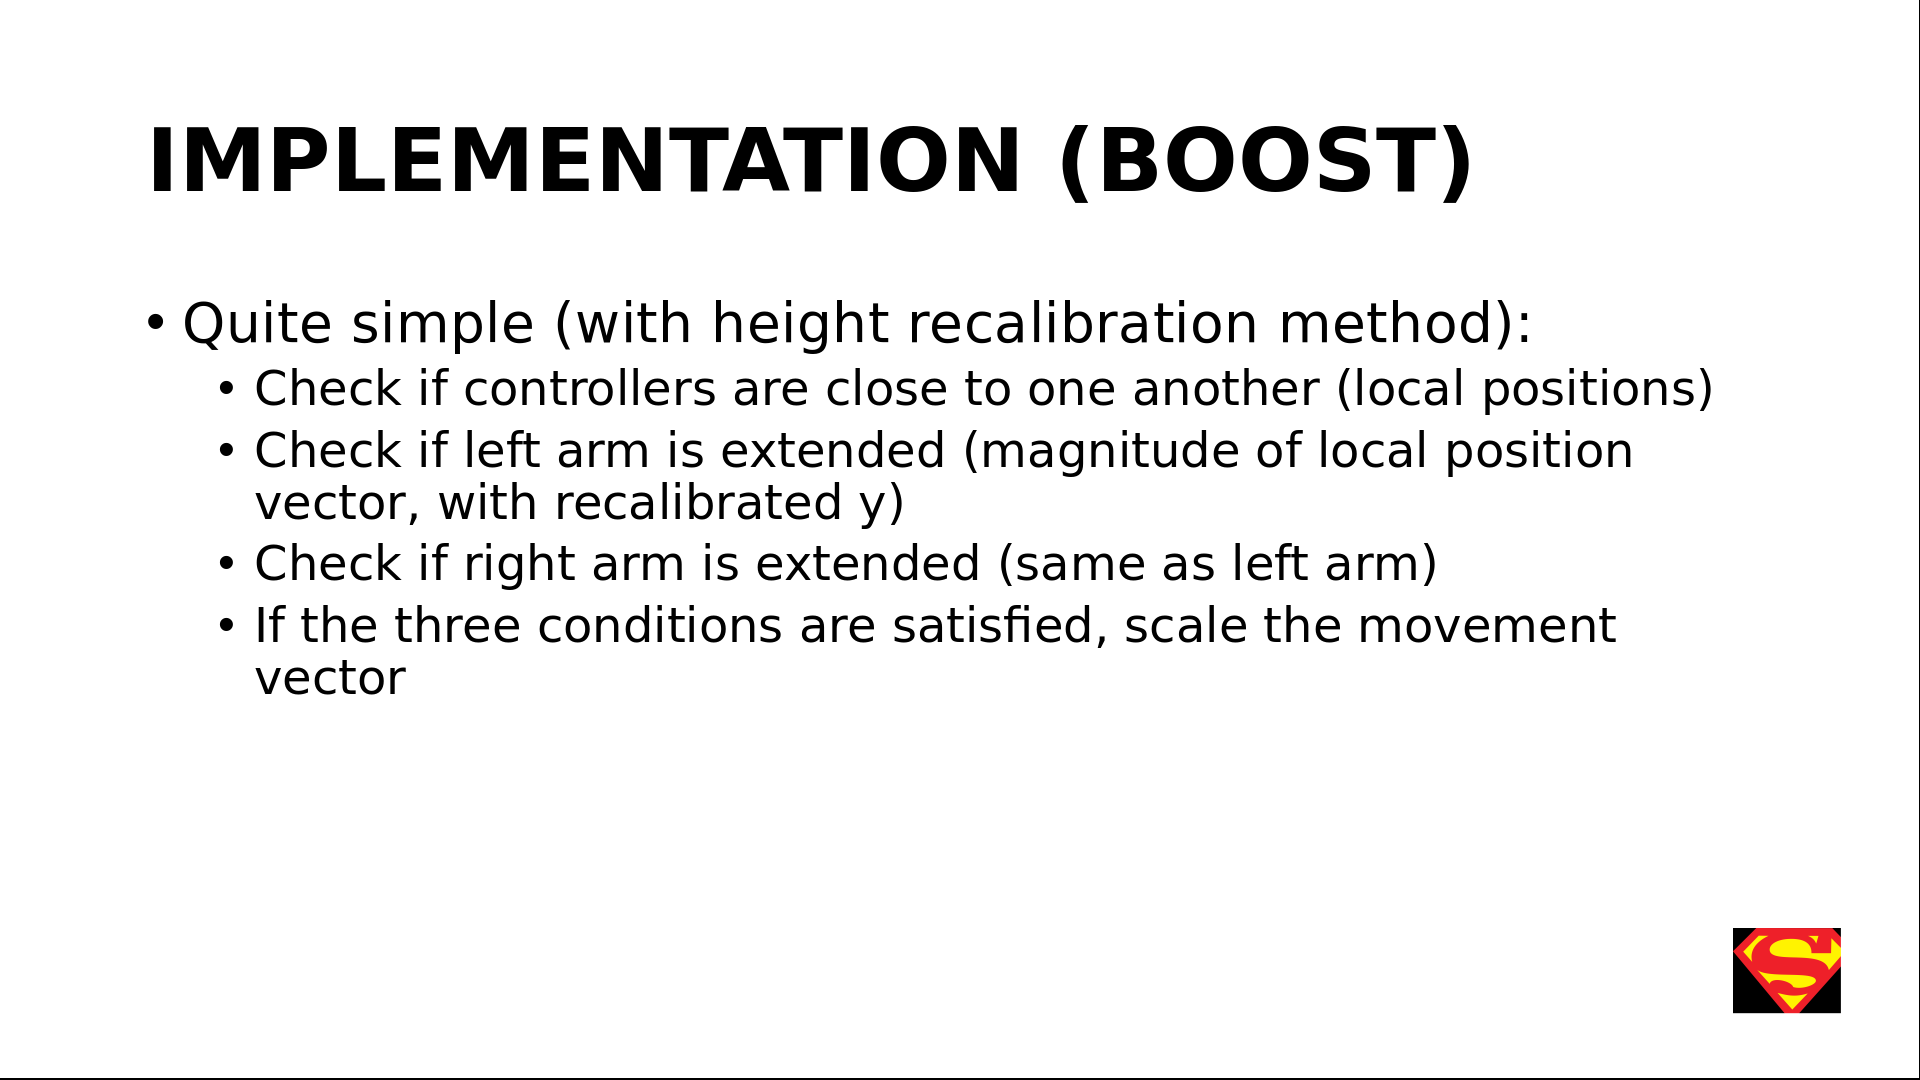 IMPLEMENTATION (BOOST)
• Quite simple (with height recalibration method):
• Check if controllers are close to one another (local positions)
• Check if left arm is extended (magnitude of local position
vector, with recalibrated y)
• Check if right arm is extended (same as left arm)
• If the three conditions are satisfied, scale the movement
vector
S